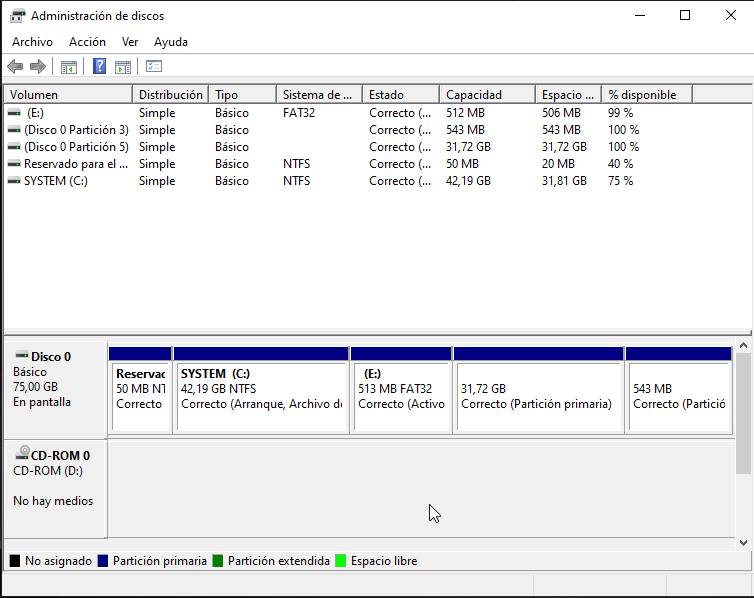 Administración de discos
Archivo Acción Ver Ayuda
Volumen Distribución Tipo Sistema de ... Estado Capacidad Espacio ... % disponible
(E:) Simple Básico FAT32 Correcto (... 512 MB 506 MB 99 %
(Disco 0 Partición 3) Simple Básico Correcto (... 543 MB 543 MB 100 %
(Disco 0 Partición 5) Simple Básico Correcto (... 31,72 GB 31,72 GB 100 %
Reservado para el ... Simple Básico NTFS Correcto (... 50 MB 20 MB 40 %
SYSTEM (C:) Simple Básico NTFS Correcto (... 42,19 GB 31,81 GB 75 %
Disco 0
Básico
75,00 GB
En pantalla
Reservac
50 MB NT
Correcto
SYSTEM (C:)
42,19 GB NTFS
Correcto (Arranque, Archivo de
(E:)
513 MB FAT32
Correcto (Activo
31,72 GB
Correcto (Partición primaria)
543 MB
Correcto (Partició
CD-ROM 0
CD-ROM (D:)
No hay medios
No asignado Partición primaria Partición extendida Espacio libre